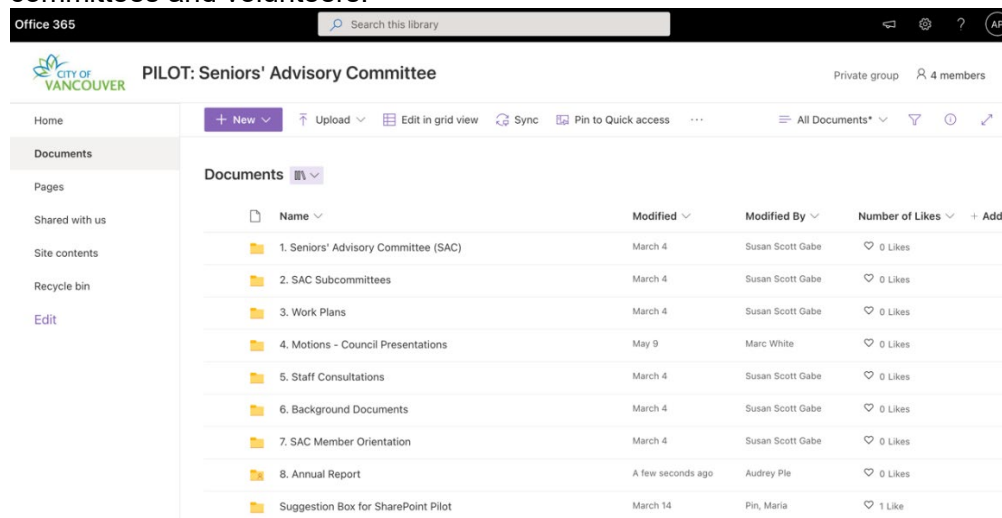 Office 365
Search this library
?
CITY OF
VANCOUVER
PILOT: Seniors' Advisory Committee
Private group
4 members
Home
Documents
Pages
Shared with us
Site contents
Recycle bin
Edit
+ New
Upload
Edit in grid view
Sync
Pin to Quick access
...
All Documents*
Documents
Name
Modified
Modified By
Number of Likes
+ Add
1. Seniors' Advisory Committee (SAC)
March 4
Susan Scott Gabe
0 Likes
2. SAC Subcommittees
March 4
Susan Scott Gabe
0 Likes
3. Work Plans
March 4
Susan Scott Gabe
0 Likes
4. Motions - Council Presentations
May 9
Marc White
0 Likes
5. Staff Consultations
March 4
Susan Scott Gabe
0 Likes
6. Background Documents
March 4
Susan Scott Gabe
0 Likes
7. SAC Member Orientation
March 4
Susan Scott Gabe
0 Likes
8. Annual Report
A few seconds ago
Audrey Ple
0 Likes
Suggestion Box for SharePoint Pilot
March 14
Pin, Maria
1 Like